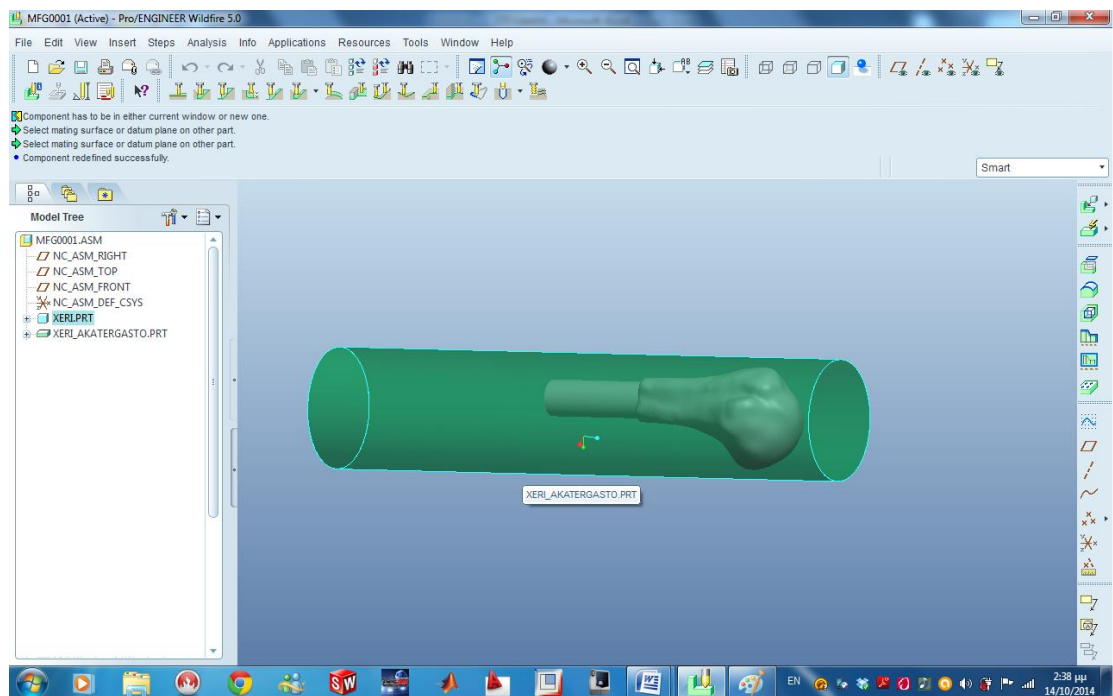 MFG0001 (Active) - Pro/ENGINEER Wildfire 5.0
File Edit View Insert Steps Analysis Info Applications Resources Tools Window Help
Component has to be in either current window or new one.
Select mating surface or datum plane on other part.
Select mating surface or datum plane on other part.
Component redefined successfully.
Smart
Model Tree
MFG0001.ASM
NC_ASM_RIGHT
NC_ASM_TOP
NC_ASM_FRONT
NC_ASM_DEF_CSYS
XERI.PRT
XERI_AKATERGASTO.PRT
XERI_AKATERGASTO.PRT
EN
2:38 μμ
14/10/2014